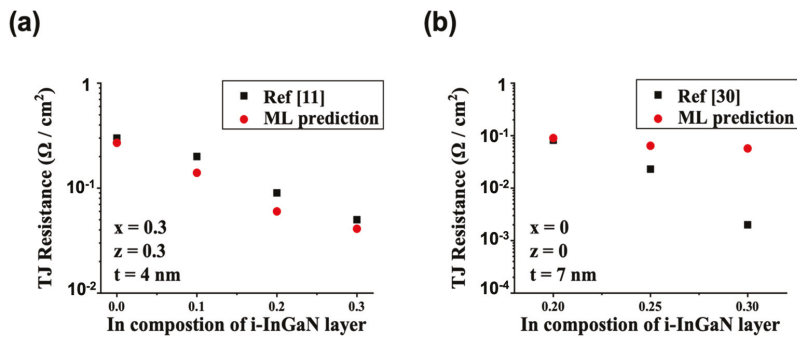 (a)
TJ Resistance (Ω / cm²)
1
10⁻¹
10⁻²
Ref [11]
ML prediction
x = 0.3
z = 0.3
t = 4 nm
0.0 0.1 0.2 0.3
In compostion of i-InGaN layer
(b)
TJ Resistance (Ω / cm²)
1
10⁻¹
10⁻²
10⁻³
10⁻⁴
Ref [30]
ML prediction
x = 0
z = 0
t = 7 nm
0.20 0.25 0.30
In compostion of i-InGaN layer